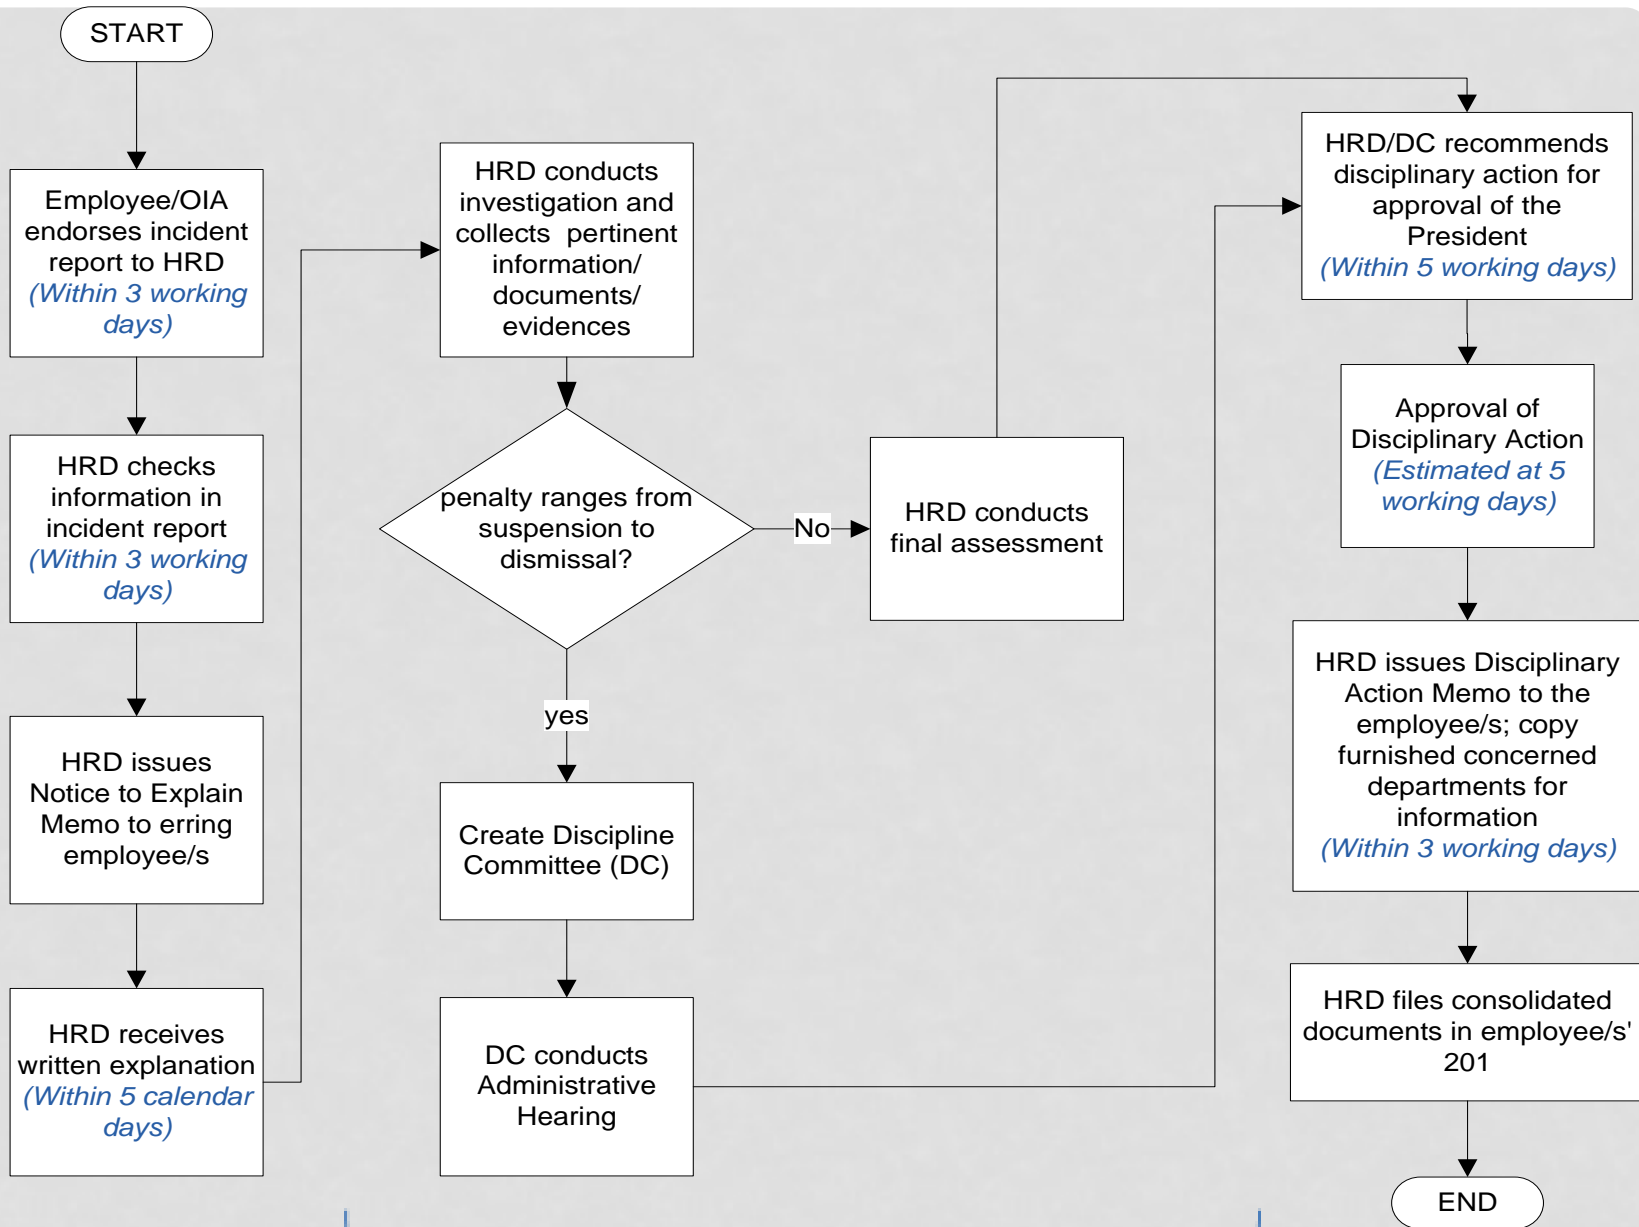 START
Employee/OIA
endorses incident
report to HRD
(Within 3 working
days)
HRD checks
information in
incident report
(Within 3 working
days)
HRD issues
Notice to Explain
Memo to erring
employee/s
HRD receives
written explanation
(Within 5 calendar
days)
HRD conducts
investigation and
collects pertinent
information/
documents/
evidences
penalty ranges from
suspension to
dismissal?
No
HRD conducts
final assessment
yes
Create Discipline
Committee (DC)
DC conducts
Administrative
Hearing
HRD/DC recommends
disciplinary action for
approval of the
President
(Within 5 working days)
Approval of
Disciplinary Action
(Estimated at 5
working days)
HRD issues Disciplinary
Action Memo to the
employee/s; copy
furnished concerned
departments for
information
(Within 3 working days)
HRD files consolidated
documents in employee/s'
201
END